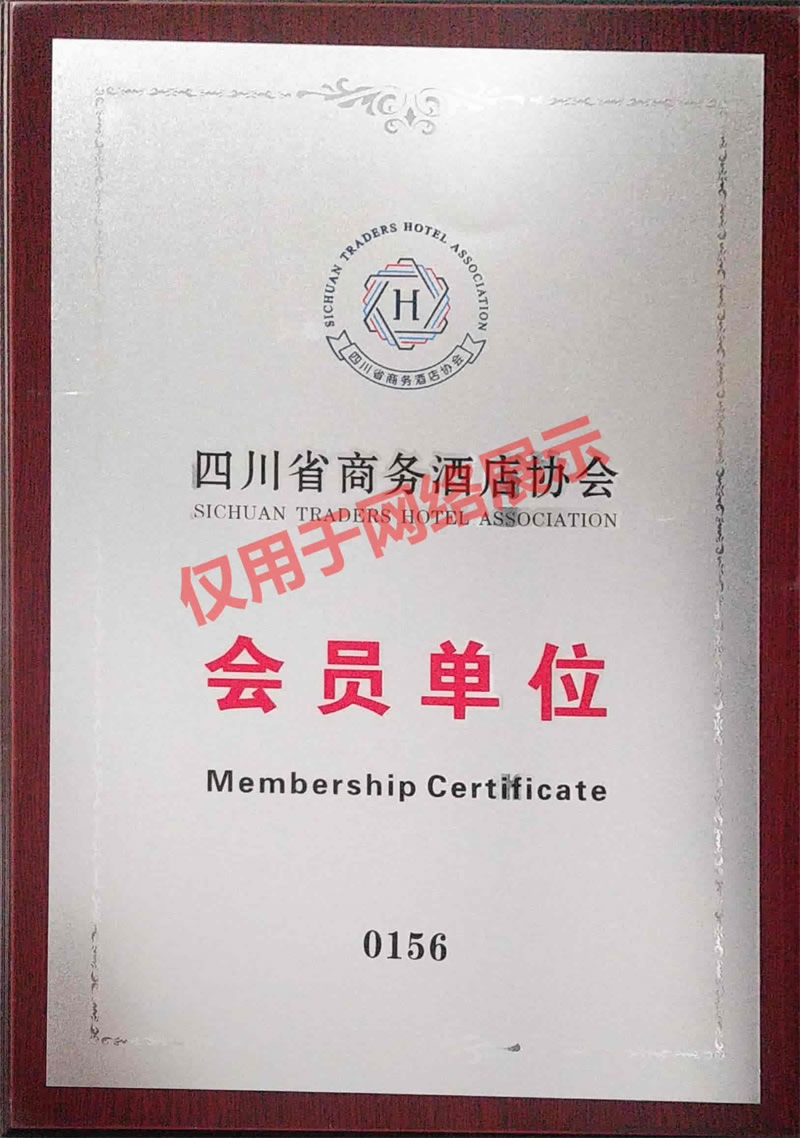 SICHUAN TRADERS HOTEL ASSOCIATION
H
四川省商务酒店协会
四川省商务酒店协会
SICHUAN TRADERS HOTEL ASSOCIATION
仅用于网络展示
会员单位
Membership Certificate
0156